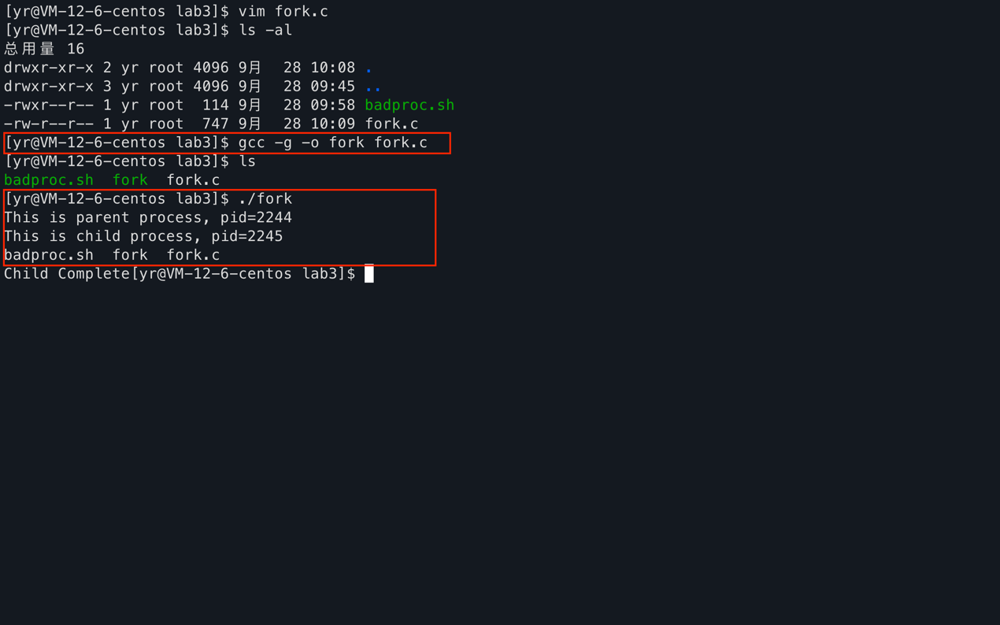 [yr@VM-12-6-centos lab3]$ vim fork.c
[yr@VM-12-6-centos lab3]$ ls -al
总用量 16
drwxr-xr-x 2 yr root 4096 9月  28 10:08 .
drwxr-xr-x 3 yr root 4096 9月  28 09:45 ..
-rwxr--r-- 1 yr root  114 9月  28 09:58 badproc.sh
-rw-r--r-- 1 yr root  747 9月  28 10:09 fork.c
[yr@VM-12-6-centos lab3]$ gcc -g -o fork fork.c
[yr@VM-12-6-centos lab3]$ ls
badproc.sh  fork  fork.c
[yr@VM-12-6-centos lab3]$ ./fork
This is parent process, pid=2244
This is child process, pid=2245
badproc.sh  fork  fork.c
Child Complete[yr@VM-12-6-centos lab3]$